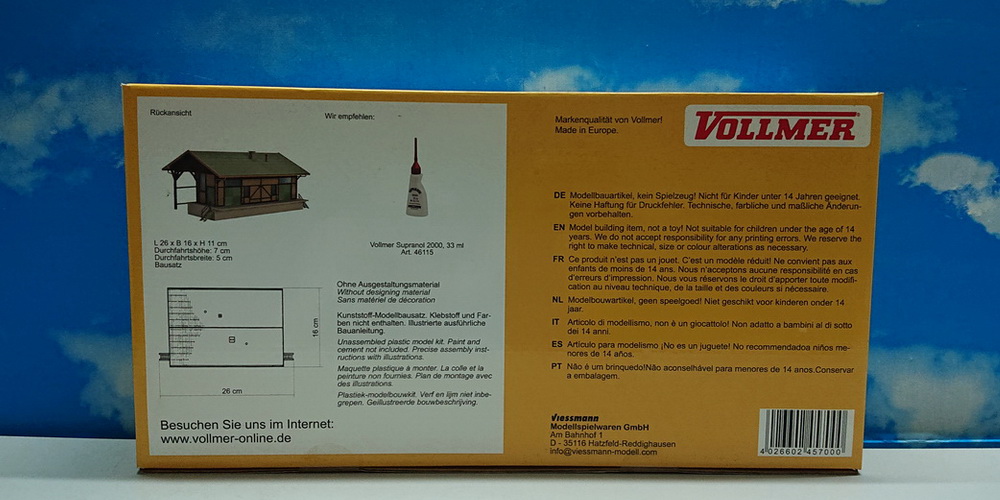 Rückansicht
Wir empfehlen:
L 26 x B 16 x H 11 cm
Durchfahrtshöhe: 7 cm
Durchfahrtsbreite: 5 cm
Bausatz
Vollmer Supranol 2000, 33 ml
Art. 46115
16 cm
26 cm
Ohne Ausgestaltungsmaterial
Without designing material
Sans matériel de décoration
Kunststoff-Modellbausatz. Klebstoff und Far-
ben nicht enthalten. Illustrierte ausführliche
Bauanleitung.
Unassembled plastic model kit. Paint and
cement not included. Precise assembly inst-
ructions with illustrations.
Maquette plastique à monter. La colle et la
peinture non fournies. Plan de montage avec
des illustrations.
Plastiek-modelbouwkit. Verf en lijm niet inbe-
grepen. Geillustreerde bouwbeschrijving.
Besuchen Sie uns im Internet:
www.vollmer-online.de
Markenqualität von Vollmer!
Made in Europe.
VOLLMER
DE Modellbauartikel, kein Spielzeug! Nicht für Kinder unter 14 Jahren geeignet.
Keine Haftung für Druckfehler. Technische, farbliche und maßliche Änderun-
gen vorbehalten.
EN Model building item, not a toy! Not suitable for children under the age of 14
years. We do not accept responsibility for any printing errors. We reserve the
right to make technical, size or colour alterations as necessary.
FR Ce produit n'est pas un jouet. C'est un modèle réduit! Ne convient pas aux
enfants de moins de 14 ans. Nous n'acceptons aucune responsabilité en cas
d'erreurs d'impression. Nous vous réservons le droit d'apporter toute modifi-
cation au niveau technique, de la taille et des couleurs si nécessaire.
NL Modelbouwartikel, geen speelgoed! Niet geschikt voor kinderen onder 14
jaar.
IT Articolo di modellismo, non è un giocattolo! Non adatto a bambini al di sotto
dei 14 anni.
ES Artículo para modelismo ¡No es un juguete! No recomendadoa niños me-
nores de 14 años.
PT Não é um brinquedo!Não aconselhável para menores de 14 anos.Conservar
a embalagem.
viessmann
Modellspielwaren GmbH
Am Bahnhof 1
D - 35116 Hatzfeld-Reddighausen
info@viessmann-modell.com
4 026602 457000